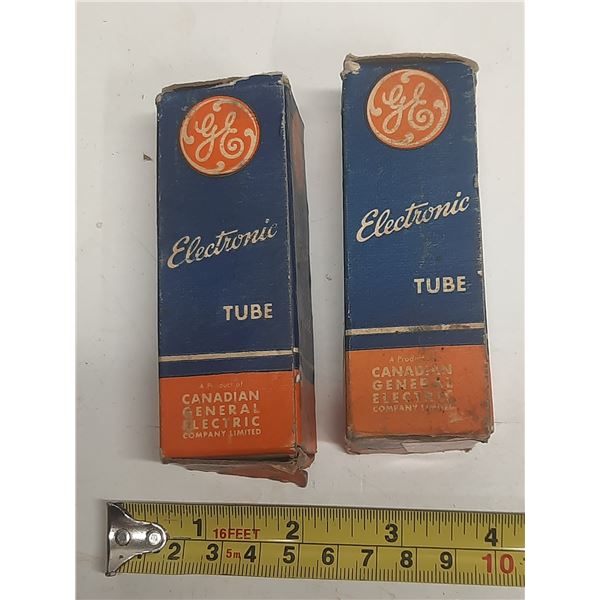 GE
Electronic
TUBE
A Product of
CANADIAN
GENERAL
ELECTRIC
COMPANY LIMITED
GE
Electronic
TUBE
A Product
CANADIAN
GENERAL
ELECTRIC
COMPANY LIMITED
1 16FEET 2 3 4
2 3 5m 4 5 6 7 8 9 10